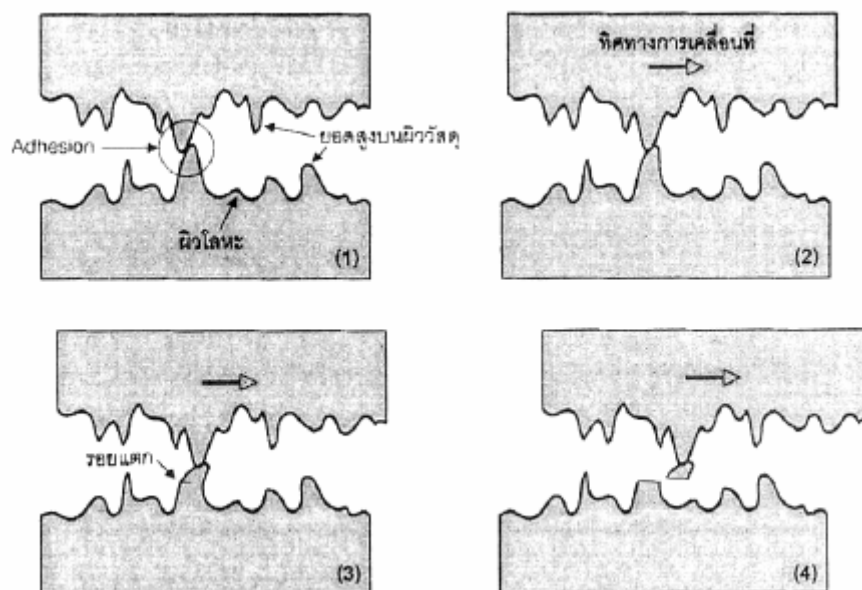 Adhesion
ยอดสูงบนผิววัสดุ
ผิวโลหะ
(1)
ทิศทางการเคลื่อนที่
(2)
รอยแตก
(3)
(4)